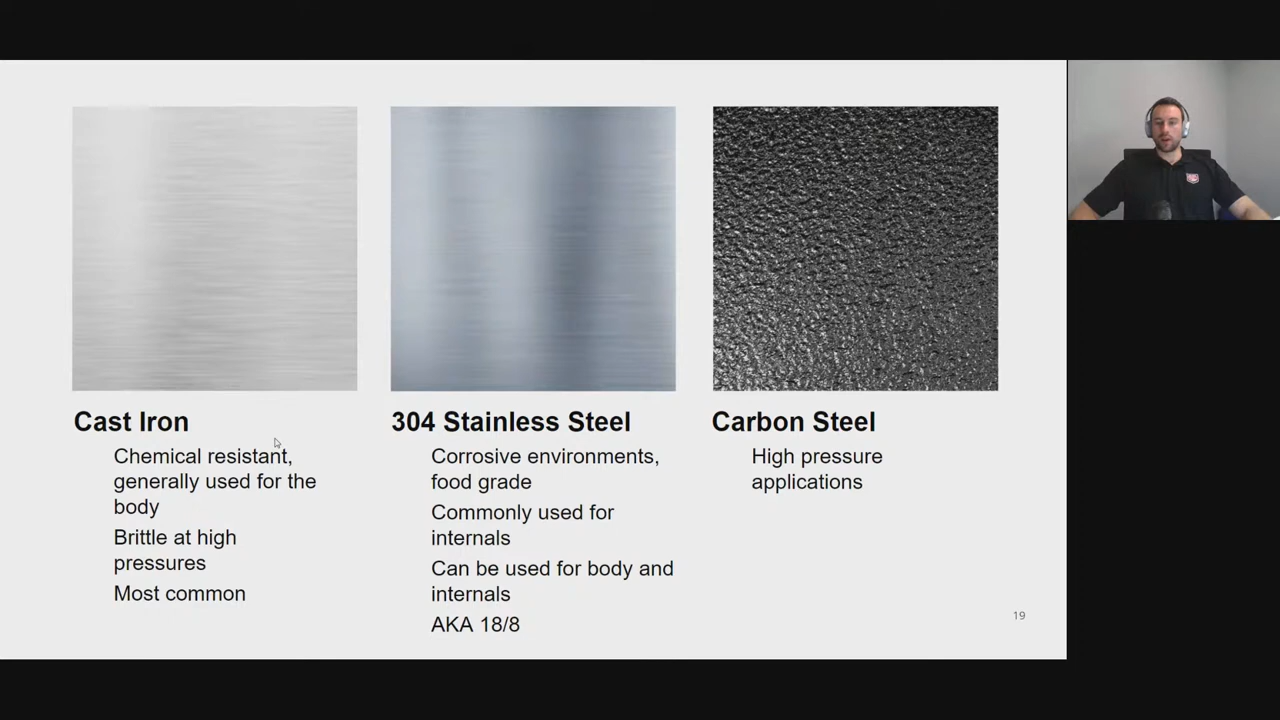 Cast Iron
Chemical resistant,
generally used for the
body
Brittle at high
pressures
Most common
304 Stainless Steel
Corrosive environments,
food grade
Commonly used for
internals
Can be used for body and
internals
AKA 18/8
Carbon Steel
High pressure
applications
19